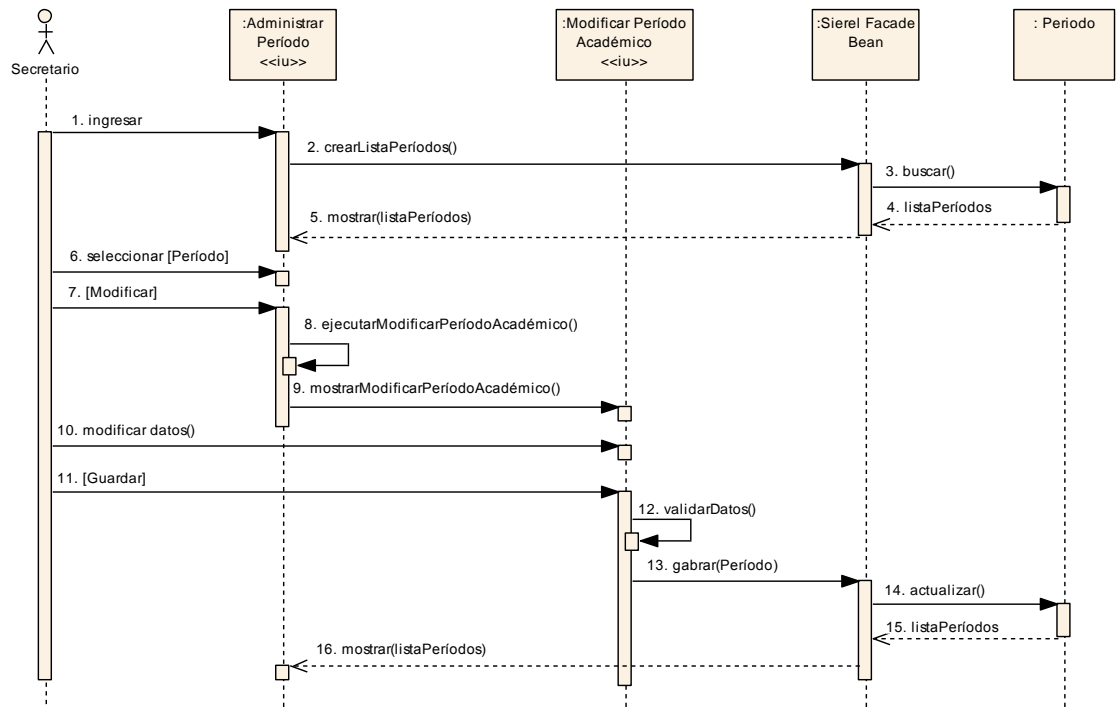 :Administrar
Período
<<iu>>
:Modificar Período
Académico
<<iu>>
:Sierel Facade
Bean
: Periodo
Secretario
1. ingresar
2. crearListaPeríodos()
3. buscar()
4. listaPeríodos
5. mostrar(listaPeríodos)
6. seleccionar [Período]
7. [Modificar]
8. ejecutarModificarPeríodoAcadémico()
9. mostrarModificarPeríodoAcadémico()
10. modificar datos()
11. [Guardar]
12. validarDatos()
13. gabrar(Período)
14. actualizar()
15. listaPeríodos
16. mostrar(listaPeríodos)